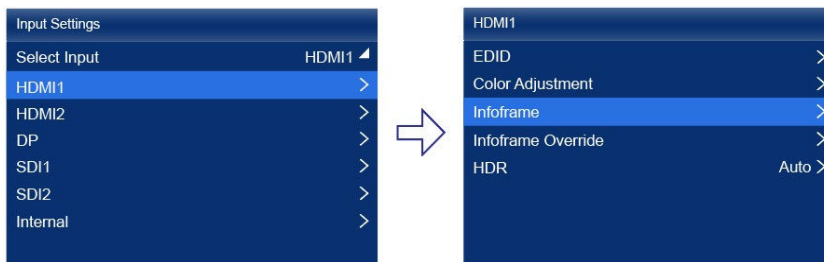 Input Settings
Select Input HDMI1
HDMI1
HDMI2
DP
SDI1
SDI2
Internal
HDMI1
EDID
Color Adjustment
Infoframe
Infoframe Override
HDR Auto